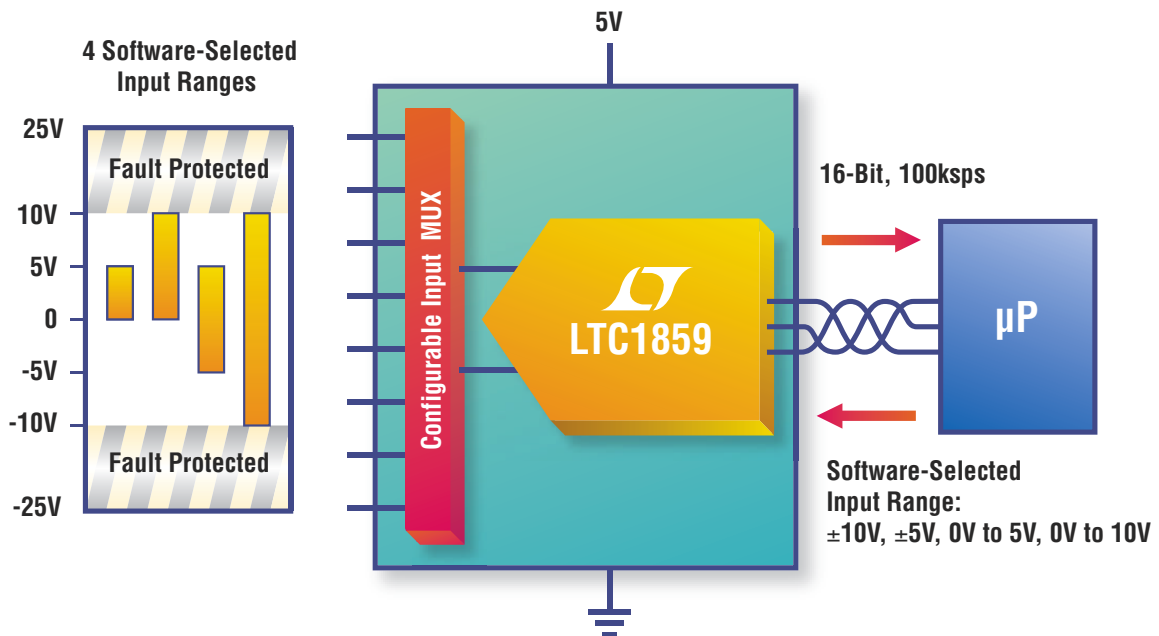 4 Software-Selected
Input Ranges
25V
Fault Protected
10V
5V
0
-5V
-10V
Fault Protected
-25V
5V
Configurable Input MUX
LTC1859
16-Bit, 100ksps
µP
Software-Selected
Input Range:
±10V, ±5V, 0V to 5V, 0V to 10V